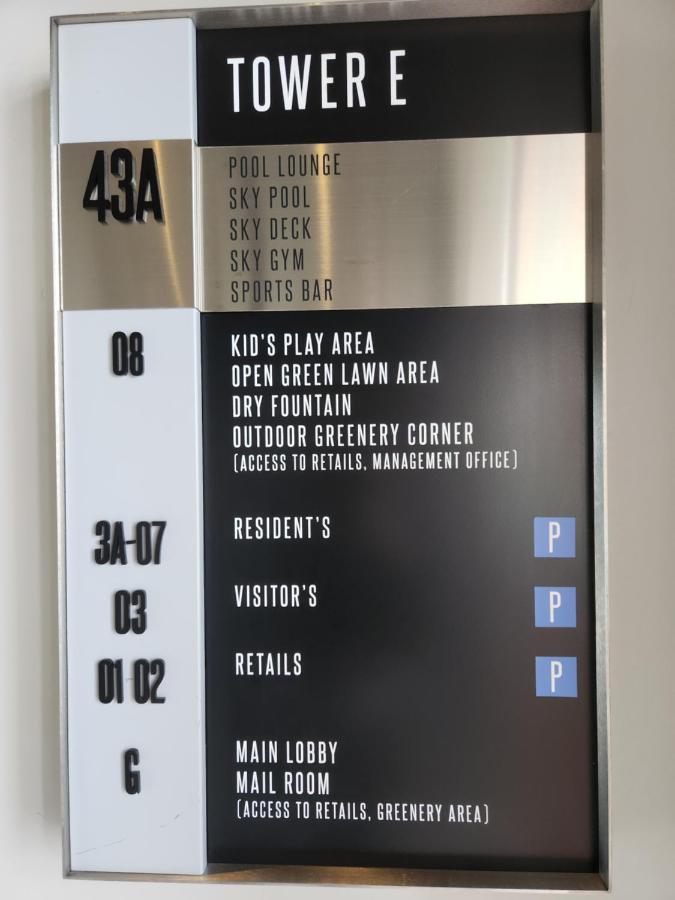 TOWER E
43A
POOL LOUNGE
SKY POOL
SKY DECK
SKY GYM
SPORTS BAR
08
KID'S PLAY AREA
OPEN GREEN LAWN AREA
DRY FOUNTAIN
OUTDOOR GREENERY CORNER
(ACCESS TO RETAILS, MANAGEMENT OFFICE)
3A-07 RESIDENT'S P
03 VISITOR'S P
01 02 RETAILS P
G
MAIN LOBBY
MAIL ROOM
(ACCESS TO RETAILS, GREENERY AREA)